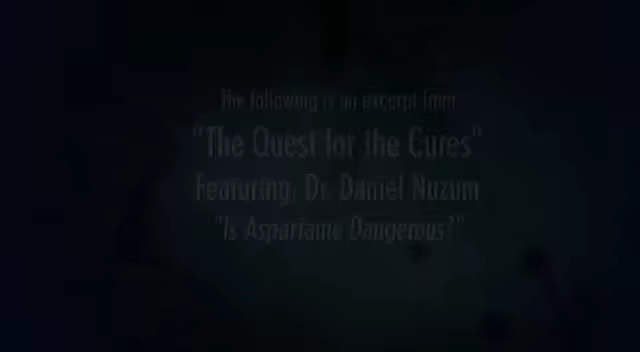 The following is an excerpt from
"The Quest for the Cures"
Featuring: Dr. Daniel Nuzum
"Is Aspartame Dangerous?"